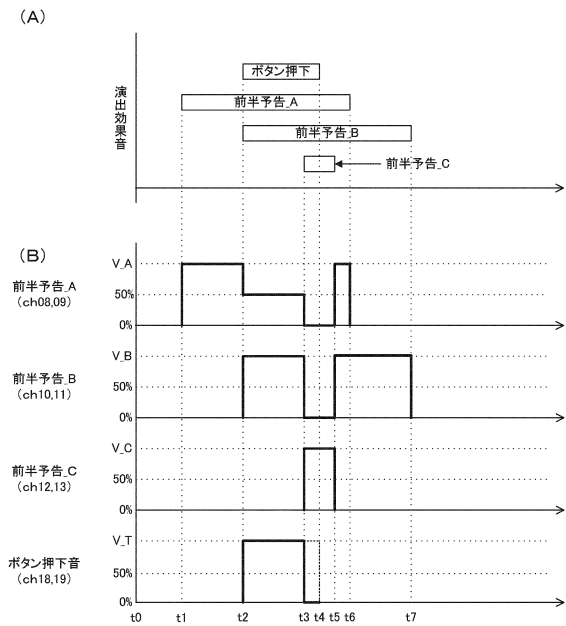 (A)
ボタン押下
前半予告_A
前半予告_B
前半予告_C
演出効果音
(B)
前半予告_A
(ch08,09)
V_A
50%
0%
前半予告_B
(ch10,11)
V_B
50%
0%
前半予告_C
(ch12,13)
V_C
50%
0%
ボタン押下音
(ch18,19)
V_T
50%
0%
t0 t1 t2 t3 t4 t5 t6 t7